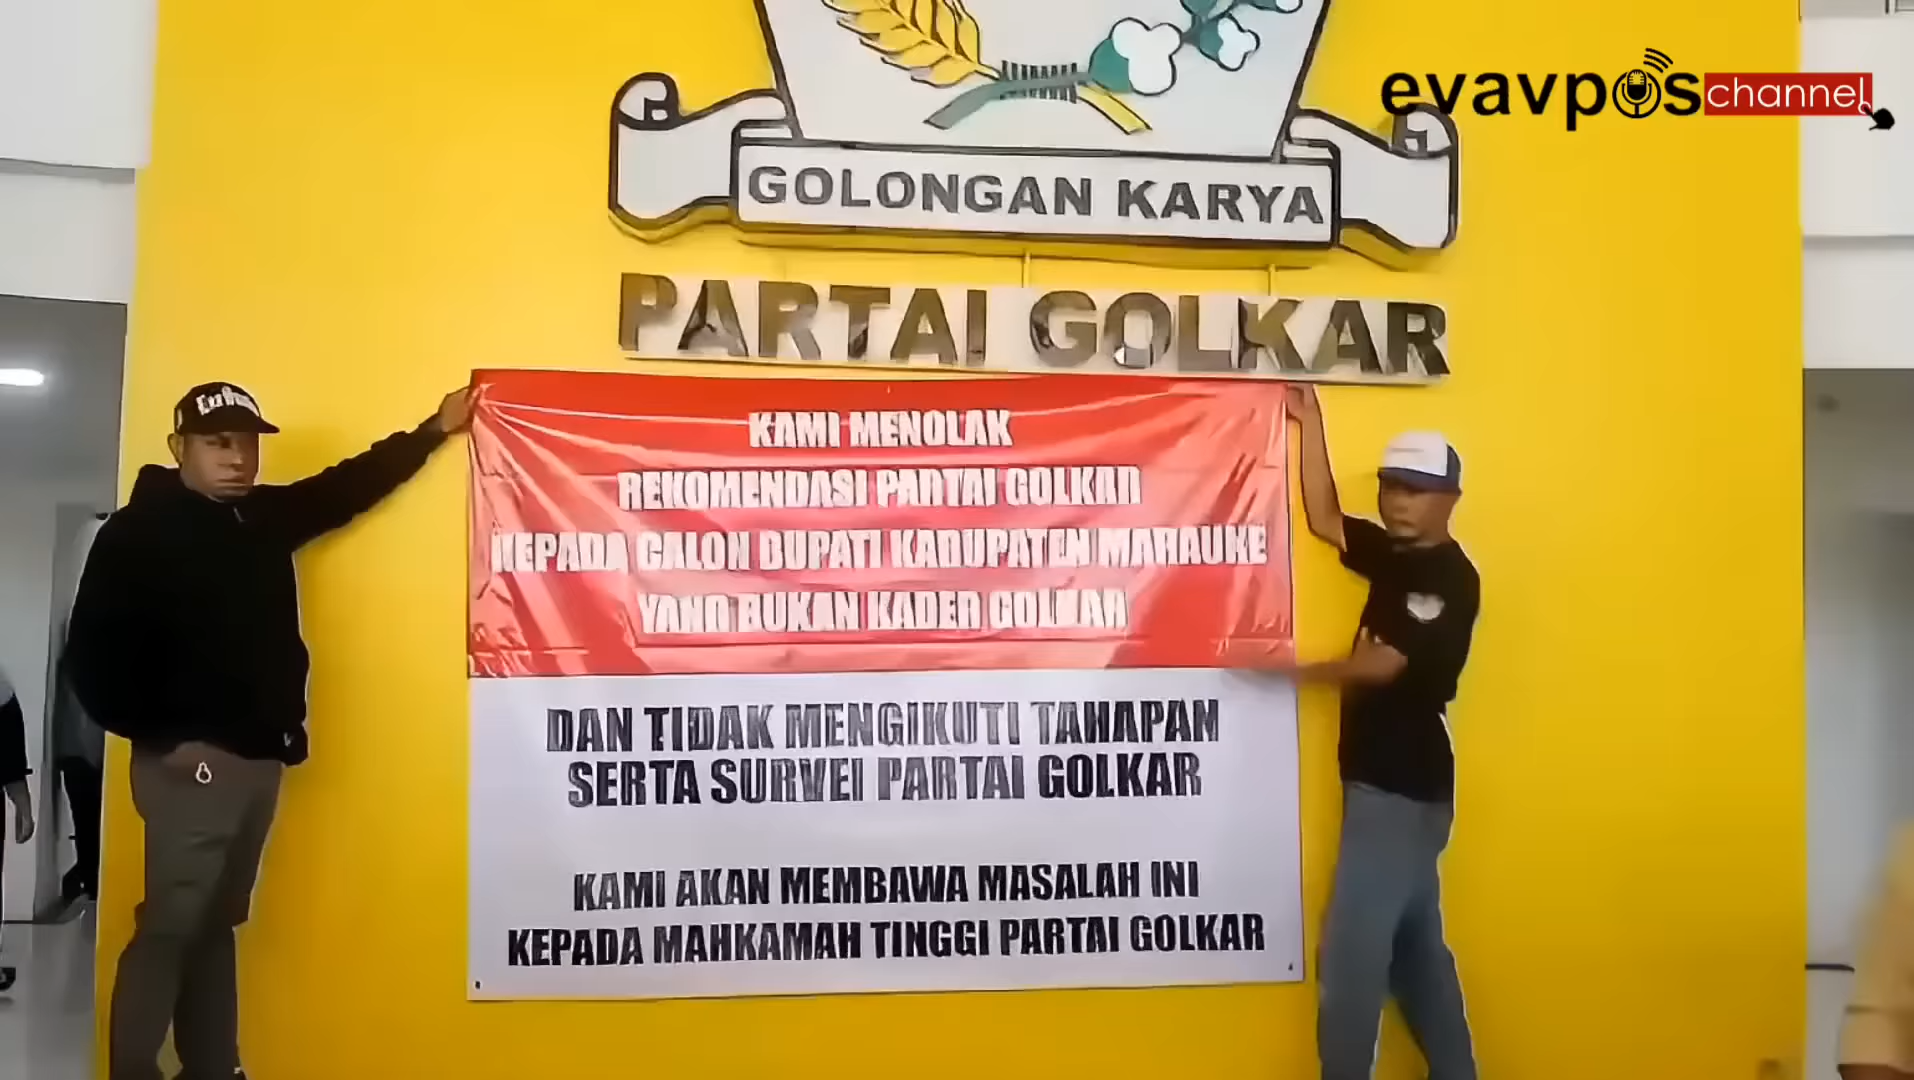 evavpos channel
GOLONGAN KARYA
PARTAI GOLKAR
KAMI MENOLAK
REKOMENDASI PARTAI GOLKAR
KEPADA CALON BUPATI KABUPATEN MARAUKE
YANG BUKAN KADER GOLKAR
DAN TIDAK MENGIKUTI TAHAPAN
SERTA SURVEI PARTAI GOLKAR
KAMI AKAN MEMBAWA MASALAH INI
KEPADA MAHKAMAH TINGGI PARTAI GOLKAR